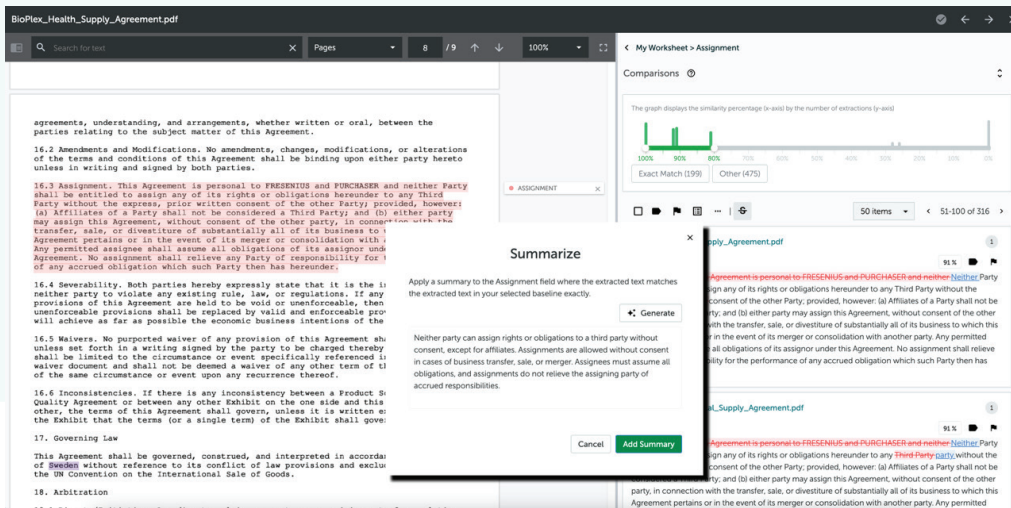 BioPlex_Health_Supply_Agreement.pdf
Search for text
Pages
8 /9
100%
agreements, understanding, and arrangements, whether written or oral, between the
parties relating to the subject matter of this Agreement.
16.2 Amendments and Modifications. No amendments, changes, modifications, or alterations
of the terms and conditions of this Agreement shall be binding upon either party hereto
unless in writing and signed by both parties.
16.3 Assignment. This Agreement is personal to FRESENIUS and PURCHASER and neither Party
shall be entitled to assign any of its rights or obligations hereunder to any Third
Party without the express, prior written consent of the other Party; provided, however:
(a) Affiliates of a Party shall not be considered a Third Party; and (b) either party
may assign this Agreement, without consent of the other party, in connection with the
transfer, sale, or divestiture of substantially all of its business to
Agreement pertains or in the event of its merger or consolidation with
Any permitted assignee shall assume all obligations of its assignor
Agreement. No assignment shall relieve any Party of responsibility for
of any accrued obligation which such Party then has hereunder.
16.4 Severability. Both parties hereby expressly state that it is the
neither party to violate any existing rule, law, or regulations. If any
provisions of this Agreement are held to be void or unenforceable, then
unenforceable provisions shall be replaced by valid and enforceable
will achieve as far as possible the economic business intentions of the
16.5 Waivers. No purported waiver of any provision of this Agreement
unless set forth in a writing signed by the party to be charged thereby
shall be limited to the circumstance or event specifically referenced
waiver document and shall not be deemed a waiver of any other term of
of the same circumstance or event upon any recurrence thereof.
16.6 Inconsistencies. If there is any inconsistency between a Product
Quality Agreement or between any other Exhibit on the one side and this
other, the terms of this Agreement shall govern, unless it is written
the Exhibit that the terms (or a single term) of the Exhibit shall
17. Governing Law
This Agreement shall be governed, construed, and interpreted in
of Sweden without reference to its conflict of law provisions and
the UN Convention on the International Sale of Goods.
18. Arbitration
ASSIGNMENT
Summarize
Apply a summary to the Assignment field where the extracted text matches
the extracted text in your selected baseline exactly.
Generate
Neither party can assign rights or obligations to a third party without
consent, except for affiliates. Assignments are allowed without consent
in cases of business transfer, sale, or merger. Assignees must assume all
obligations, and assignments do not relieve the assigning party of
accrued responsibilities.
Cancel
Add Summary
My Worksheet > Assignment
Comparisons
The graph displays the similarity percentage (x-axis) by the number of extractions (y-axis)
100% 90% 80% 70% 60% 50% 40% 30% 20% 10% 0%
Exact Match (199) Other (475)
50 items
51-100 of 316
pply_Agreement.pdf
1
91%
Agreement is personal to FRESENIUS and PURCHASER and neither Neither Party
sign any of its rights or obligations hereunder to any Third Party without the
consent of the other Party; provided, however: (a) Affiliates of a Party shall not be
ty; and (b) either party may assign this Agreement, without consent of the other
with the transfer, sale, or divestiture of substantially all of its business to which this
or in the event of its merger or consolidation with another party. Any permitted
all obligations of its assignor under this Agreement. No assignment shall relieve
bility for the performance of any accrued obligation which such Party then has
al_Supply_Agreement.pdf
1
91%
Agreement is personal to FRESENIUS and PURCHASER and neither Neither Party
sign any of its rights or obligations hereunder to any Third Party party without the
consent of the other Party; provided, however: (a) Affiliates of a Party shall not be
considered a Third Party; and (b) either party may assign this Agreement, without consent of the other
party, in connection with the transfer, sale, or divestiture of substantially all of its business to which this
Agreement pertains or in the event of its merger or consolidation with another party. Any permitted